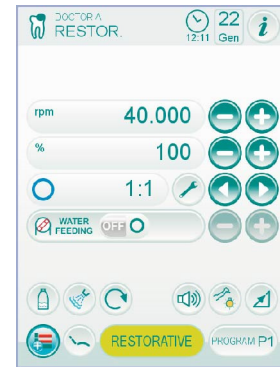 DOCTOR A
RESTOR.
12:11
22
Gen
i
rpm
40.000
%
100
1:1
WATER
FEEDING
OFF
RESTORATIVE
PROGRAM P1